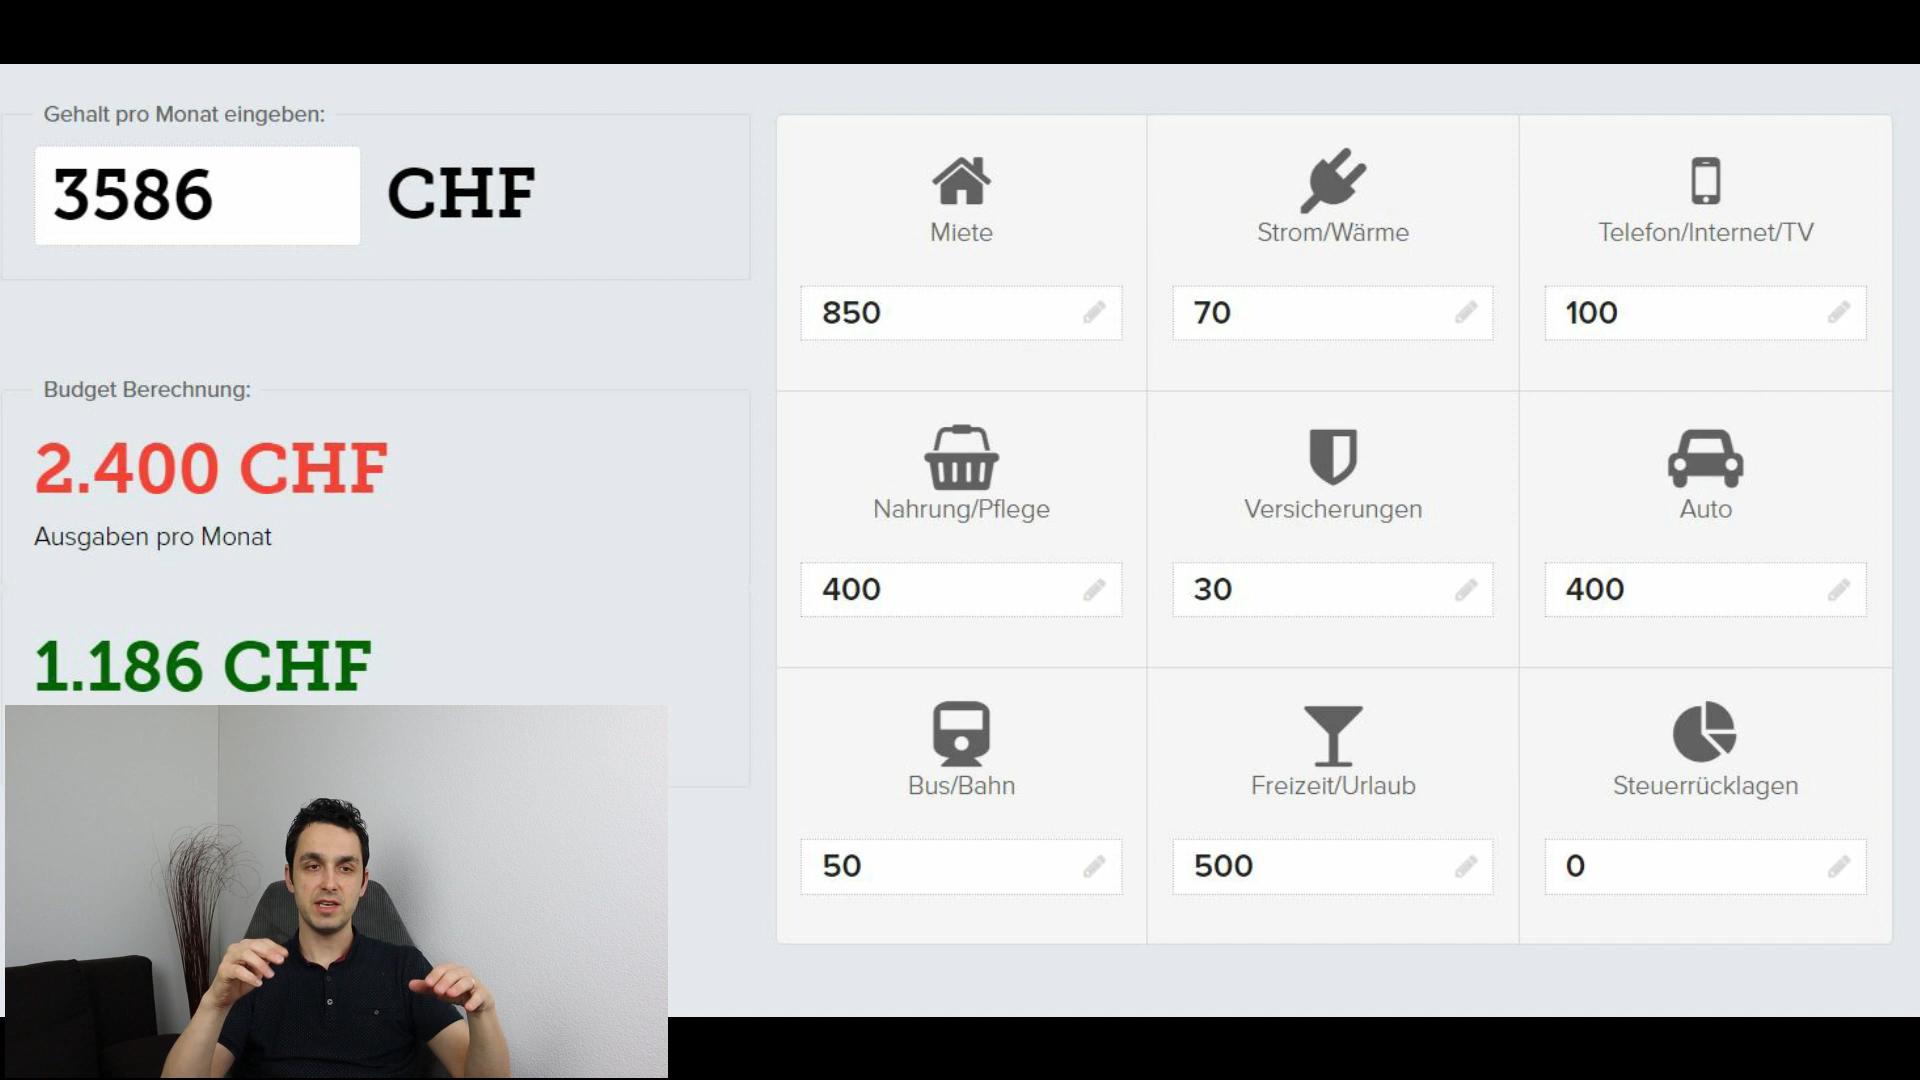 Gehalt pro Monat eingeben:
3586 CHF
Budget Berechnung:
2.400 CHF
Ausgaben pro Monat
1.186 CHF
Miete
850
Strom/Wärme
70
Telefon/Internet/TV
100
Nahrung/Pflege
400
Versicherungen
30
Auto
400
Bus/Bahn
50
Freizeit/Urlaub
500
Steuerrücklagen
0